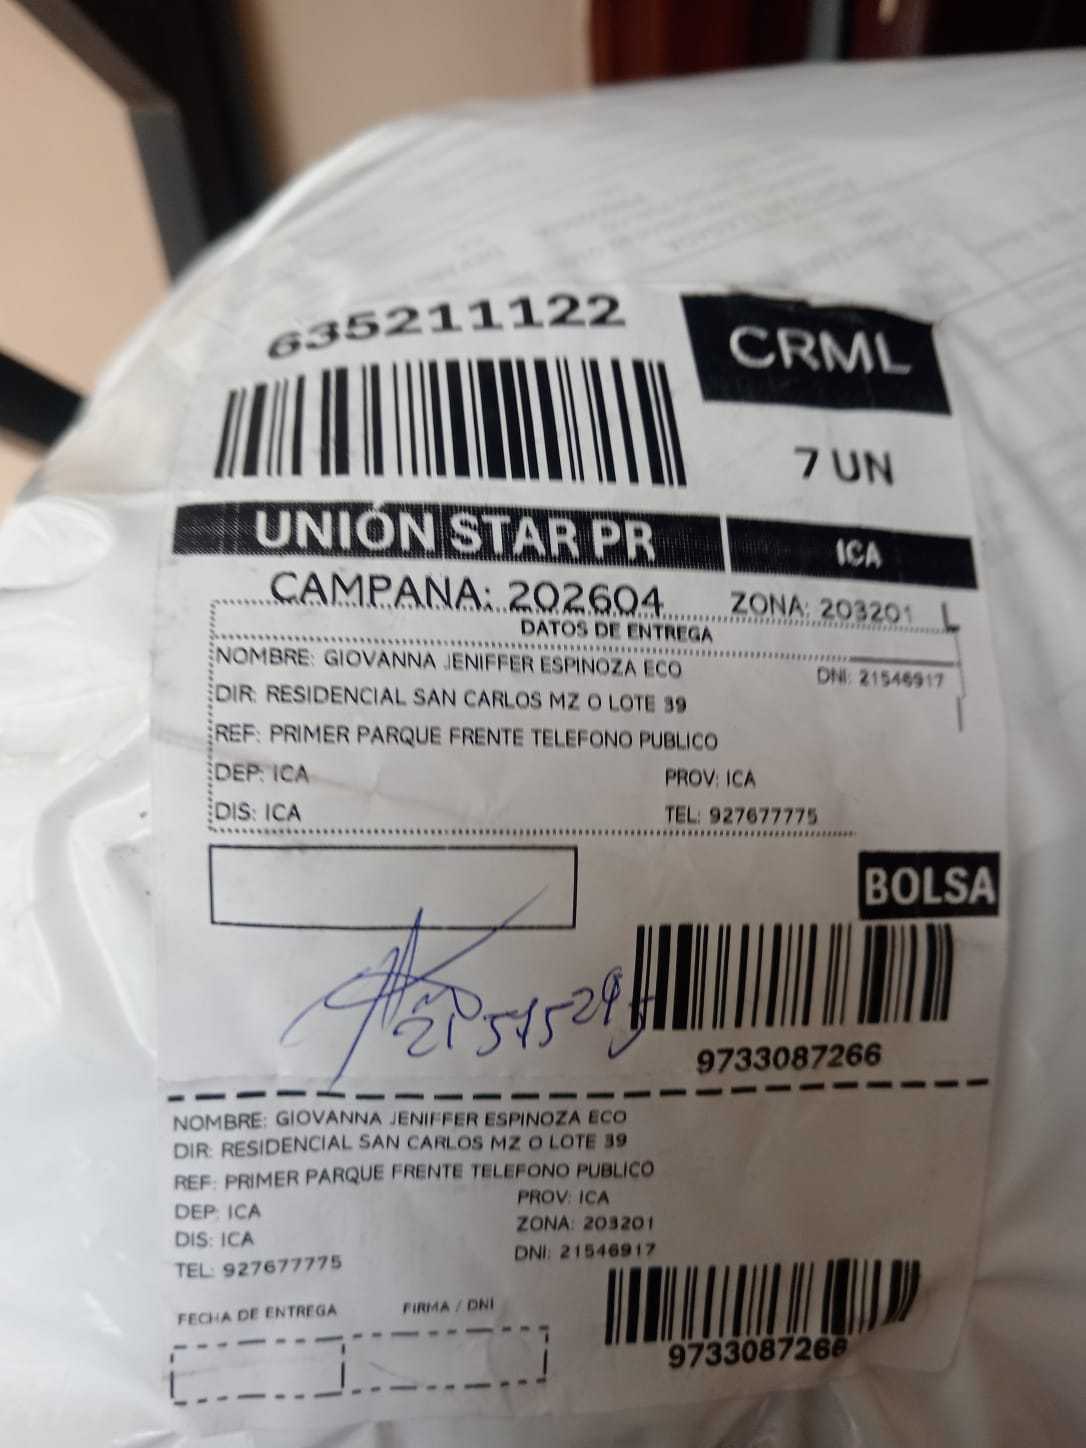 635211122
CRML
7 UN
UNIÓN STAR PR
ICA
CAMPANA: 202604 ZONA: 203201 L
DATOS DE ENTREGA
NOMBRE: GIOVANNA JENIFFER ESPINOZA ECO DNI: 21546917
DIR: RESIDENCIAL SAN CARLOS MZ O LOTE 39
REF: PRIMER PARQUE FRENTE TELEFONO PUBLICO
DEP: ICA PROV: ICA
DIS: ICA TEL: 927677775
BOLSA
9733087266
NOMBRE: GIOVANNA JENIFFER ESPINOZA ECO
DIR: RESIDENCIAL SAN CARLOS MZ O LOTE 39
REF: PRIMER PARQUE FRENTE TELEFONO PUBLICO
DEP: ICA PROV: ICA
DIS: ICA ZONA: 203201
TEL: 927677775 DNI: 21546917
FECHA DE ENTREGA FIRMA / DNI
9733087266